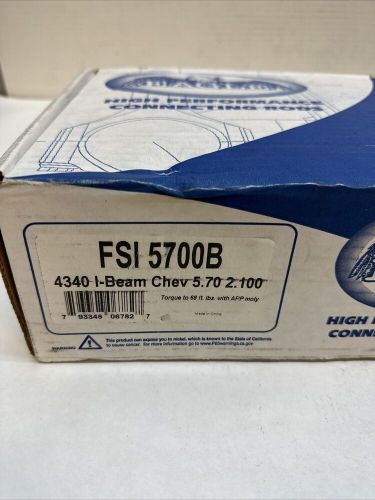 EAGLE
HIGH PERFORMANCE
CONNECTING RODS
FSI 5700B
4340 I-Beam Chev 5.70 2.100
Torque to 68 ft. lbs. with ARP moly
Made in China
7 93348 06782 7
WARNING
This product can expose you to nickel, which is known to the State of California
to cause cancer. for more information go to www.P65warnings.ca.gov
HIGH
CONN